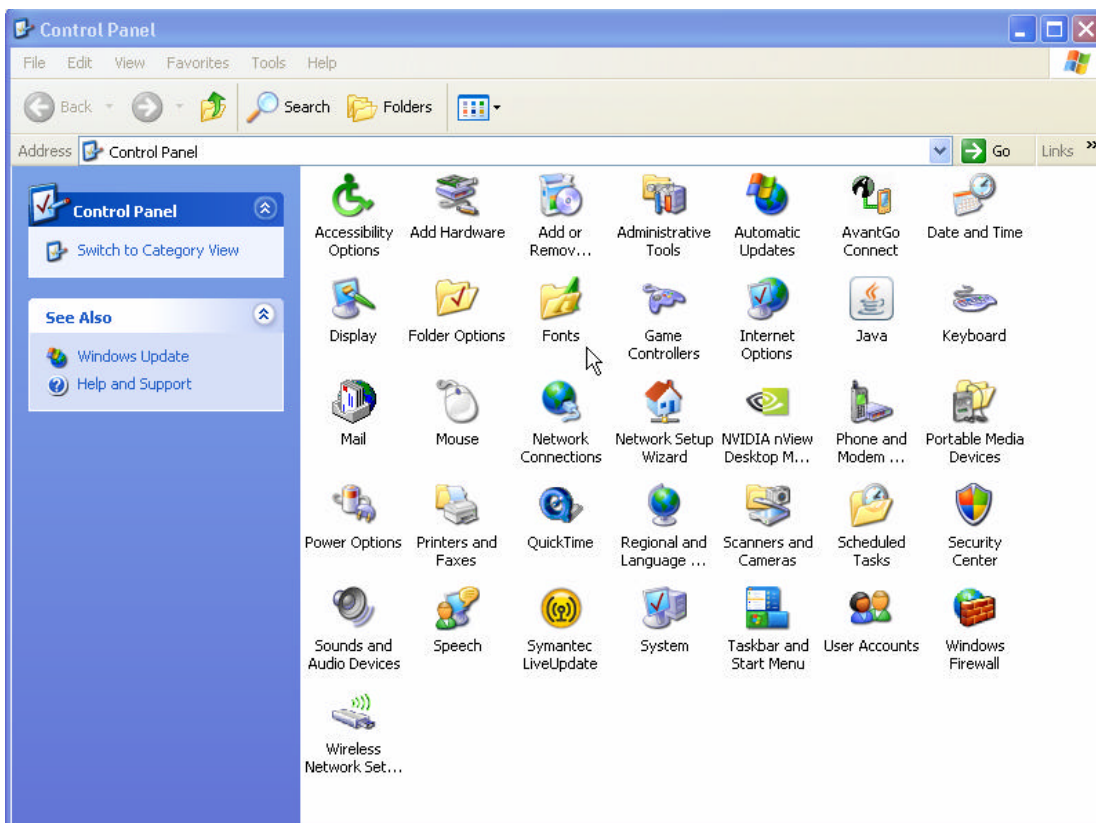 Control Panel
File Edit View Favorites Tools Help
Back Search Folders
Address Control Panel Go Links »
Control Panel
Switch to Category View
See Also
Windows Update
Help and Support
Accessibility Options
Add Hardware
Add or Remov...
Administrative Tools
Automatic Updates
AvantGo Connect
Date and Time
Display
Folder Options
Fonts
Game Controllers
Internet Options
Java
Keyboard
Mail
Mouse
Network Connections
Network Setup Wizard
NVIDIA nView Desktop M...
Phone and Modem ...
Portable Media Devices
Power Options
Printers and Faxes
QuickTime
Regional and Language ...
Scanners and Cameras
Scheduled Tasks
Security Center
Sounds and Audio Devices
Speech
Symantec LiveUpdate
System
Taskbar and Start Menu
User Accounts
Windows Firewall
Wireless Network Set...